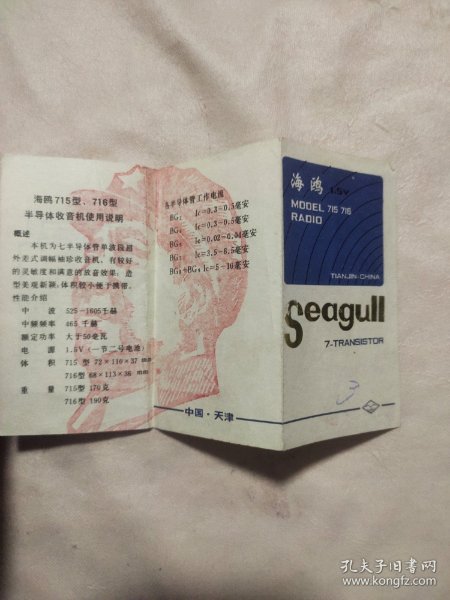 海鸥715型、716型
半导体收音机使用说明
概述
本机为七半导体管单波段超
外差式调幅袖珍收音机，有较好
的灵敏度和满意的放音效果，造
型美观新颖，体积较小便于携带。
性能介绍
中 波 525-1605千赫
中频频率 465 千赫
额定功率 大于50毫瓦
电 源 1.5V（一节二号电池）
体 积 715 型 72×110×37 mm
716型 68×113×36 mm
重 量 715型 170克
716型 190克
各半导体管工作电流
BG₁ Ic=0.3-0.5毫安
BG₂ Ic=0.3-0.5毫安
Ic=0.02-0.04毫安
Ic=5.5-6.5毫安
Ic=5-10毫安
中国·天津
海鸥 1.5V
MODEL 715 716
RADIO
TIANJIN-CHINA
Seagull
7-TRANSISTOR
3
孔夫子旧书网
www.kongfz.com